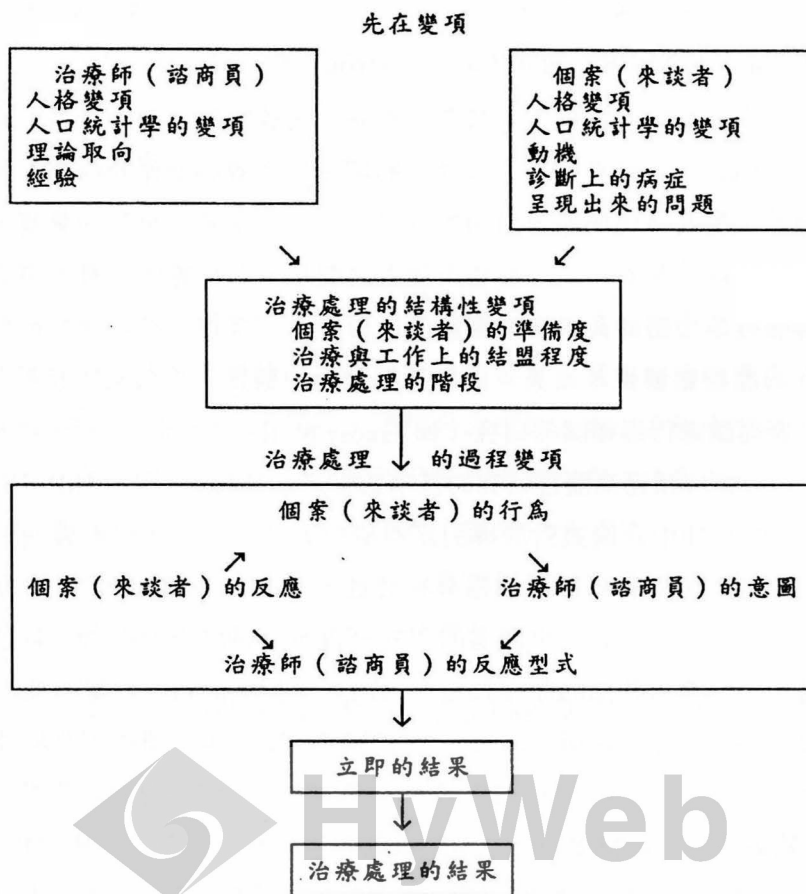 先在變項
治療師（諮商員）
人格變項
人口統計學的變項
理論取向
經驗
個案（來談者）
人格變項
人口統計學的變項
動機
診斷上的病症
呈現出來的問題
治療處理的結構性變項
個案（來談者）的準備度
治療與工作上的結盟程度
治療處理的階段
治療處理 的過程變項
個案（來談者）的行為
個案（來談者）的反應 治療師（諮商員）的意圖
治療師（諮商員）的反應型式
立即的結果
HyWeb
治療處理的結果